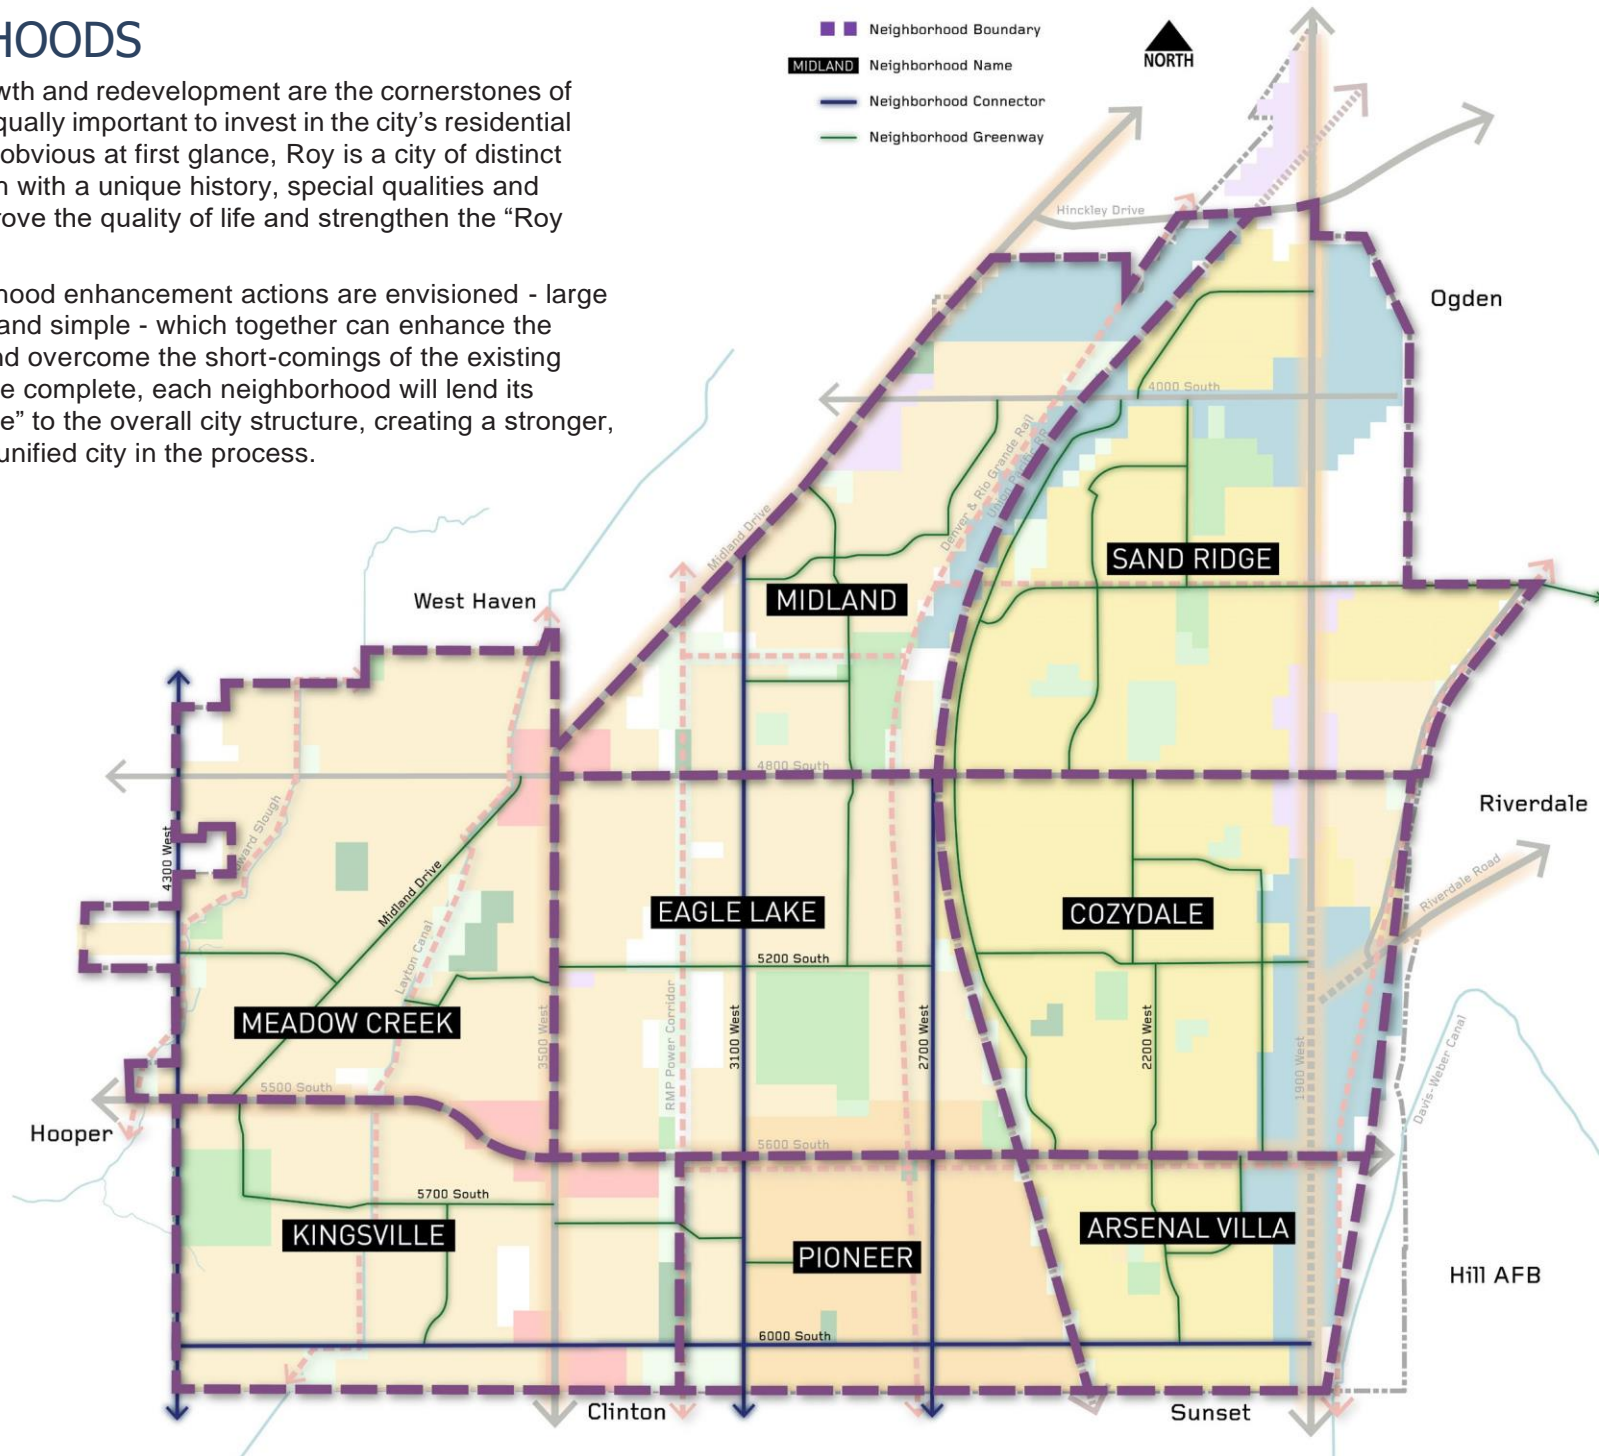 HOODS
wth and redevelopment are the cornerstones of
qually important to invest in the city's residential
obvious at first glance, Roy is a city of distinct
n with a unique history, special qualities and
rove the quality of life and strengthen the “Roy
hood enhancement actions are envisioned - large
and simple - which together can enhance the
nd overcome the short-comings of the existing
e complete, each neighborhood will lend its
e” to the overall city structure, creating a stronger,
unified city in the process.
Neighborhood Boundary
MIDLAND Neighborhood Name
Neighborhood Connector
Neighborhood Greenway
NORTH
Hinckley Drive
Ogden
4000 South
Denver & Rio Grande Rail
Union Pacific RR
Midland Drive
SAND RIDGE
MIDLAND
West Haven
4800 South
Riverdale
4300 West
Howard Slough
Midland Drive
Riverdale Road
EAGLE LAKE
COZYDALE
Layton Canal
5200 South
MEADOW CREEK
3500 West
RMP Power Corridor
3100 West
2700 West
2200 West
1900 West
Davis-Weber Canal
5500 South
Hooper
5600 South
5700 South
KINGSVILLE
ARSENAL VILLA
PIONEER
Hill AFB
6000 South
Clinton
Sunset